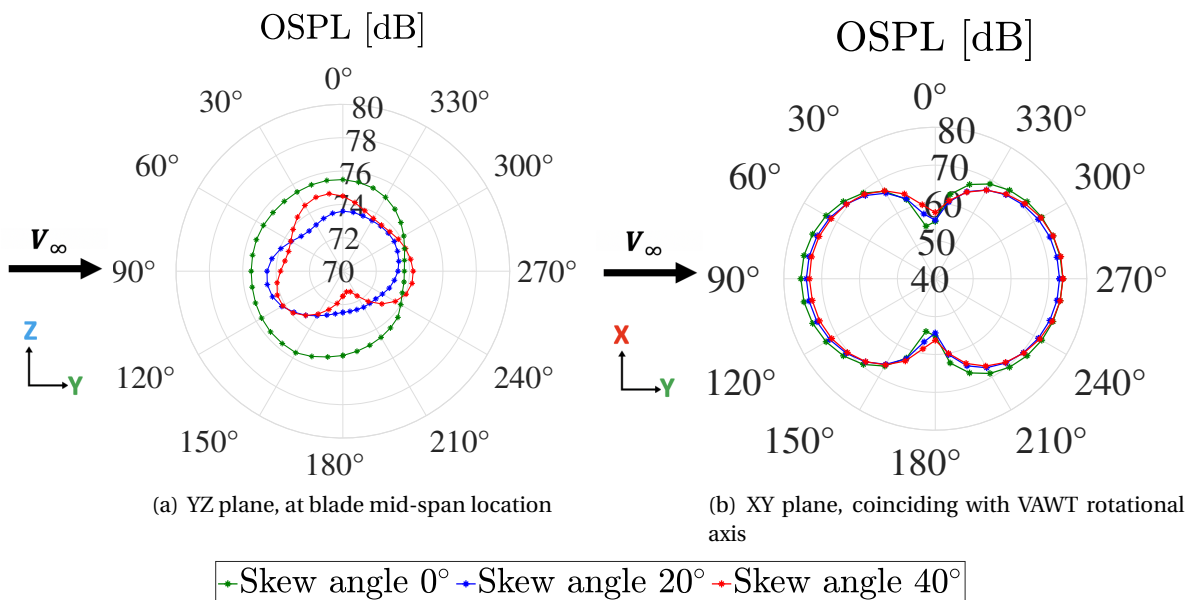 OSPL [dB]
0°
30°
330°
60°
300°
90°
270°
120°
240°
150°
210°
180°
80
78
76
74
72
70
V∞
Z
Y
(a) YZ plane, at blade mid-span location
OSPL [dB]
0°
30°
330°
60°
300°
90°
270°
120°
240°
150°
210°
180°
80
70
60
50
40
V∞
X
Y
(b) XY plane, coinciding with VAWT rotational
axis
Skew angle 0° Skew angle 20° Skew angle 40°